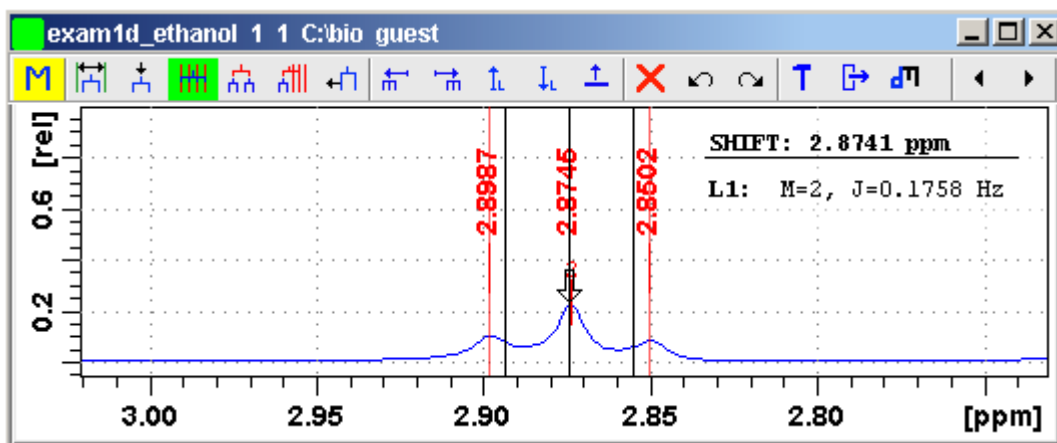 exam1d_ethanol 1 1 C:\bio guest
[rel]
0.6
0.2
2.8987
2.8745
2.8502
SHIFT: 2.8741 ppm
L1: M=2, J=0.1758 Hz
3.00 2.95 2.90 2.85 2.80 [ppm]